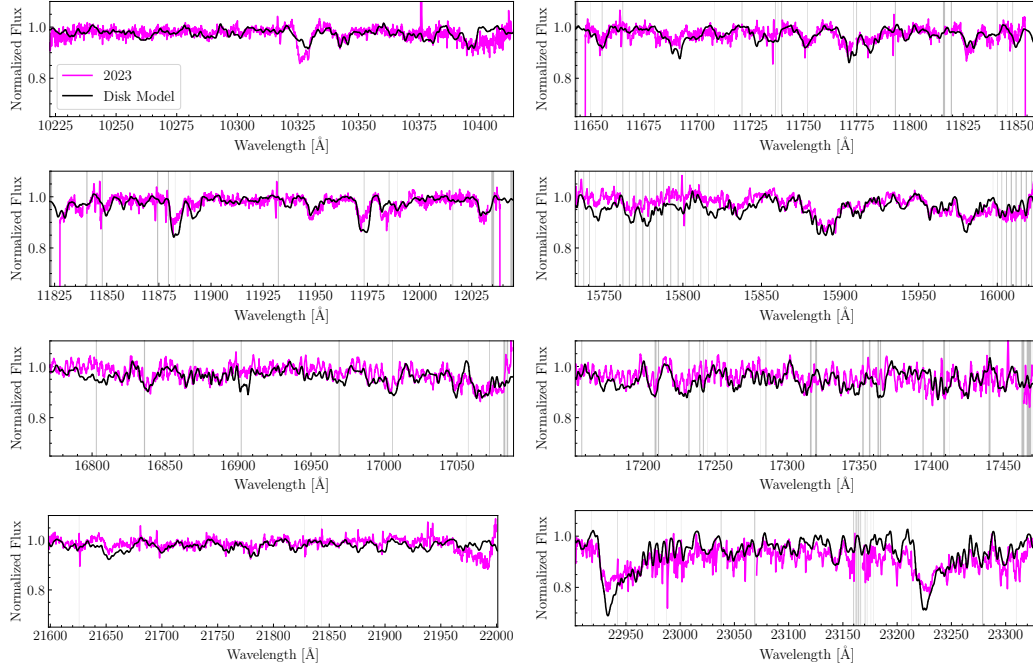 Normalized Flux
1.0
0.8
2023
Disk Model
10225 10250 10275 10300 10325 10350 10375 10400
Wavelength [Å]
Normalized Flux
1.0
0.8
11650 11675 11700 11725 11750 11775 11800 11825 11850
Wavelength [Å]
Normalized Flux
1.0
0.8
11825 11850 11875 11900 11925 11950 11975 12000 12025
Wavelength [Å]
Normalized Flux
1.0
0.8
15750 15800 15850 15900 15950 16000
Wavelength [Å]
Normalized Flux
1.0
0.8
16800 16850 16900 16950 17000 17050
Wavelength [Å]
Normalized Flux
1.0
0.8
17200 17250 17300 17350 17400 17450
Wavelength [Å]
Normalized Flux
1.0
0.8
21600 21650 21700 21750 21800 21850 21900 21950 22000
Wavelength [Å]
Normalized Flux
1.0
0.8
22950 23000 23050 23100 23150 23200 23250 23300
Wavelength [Å]